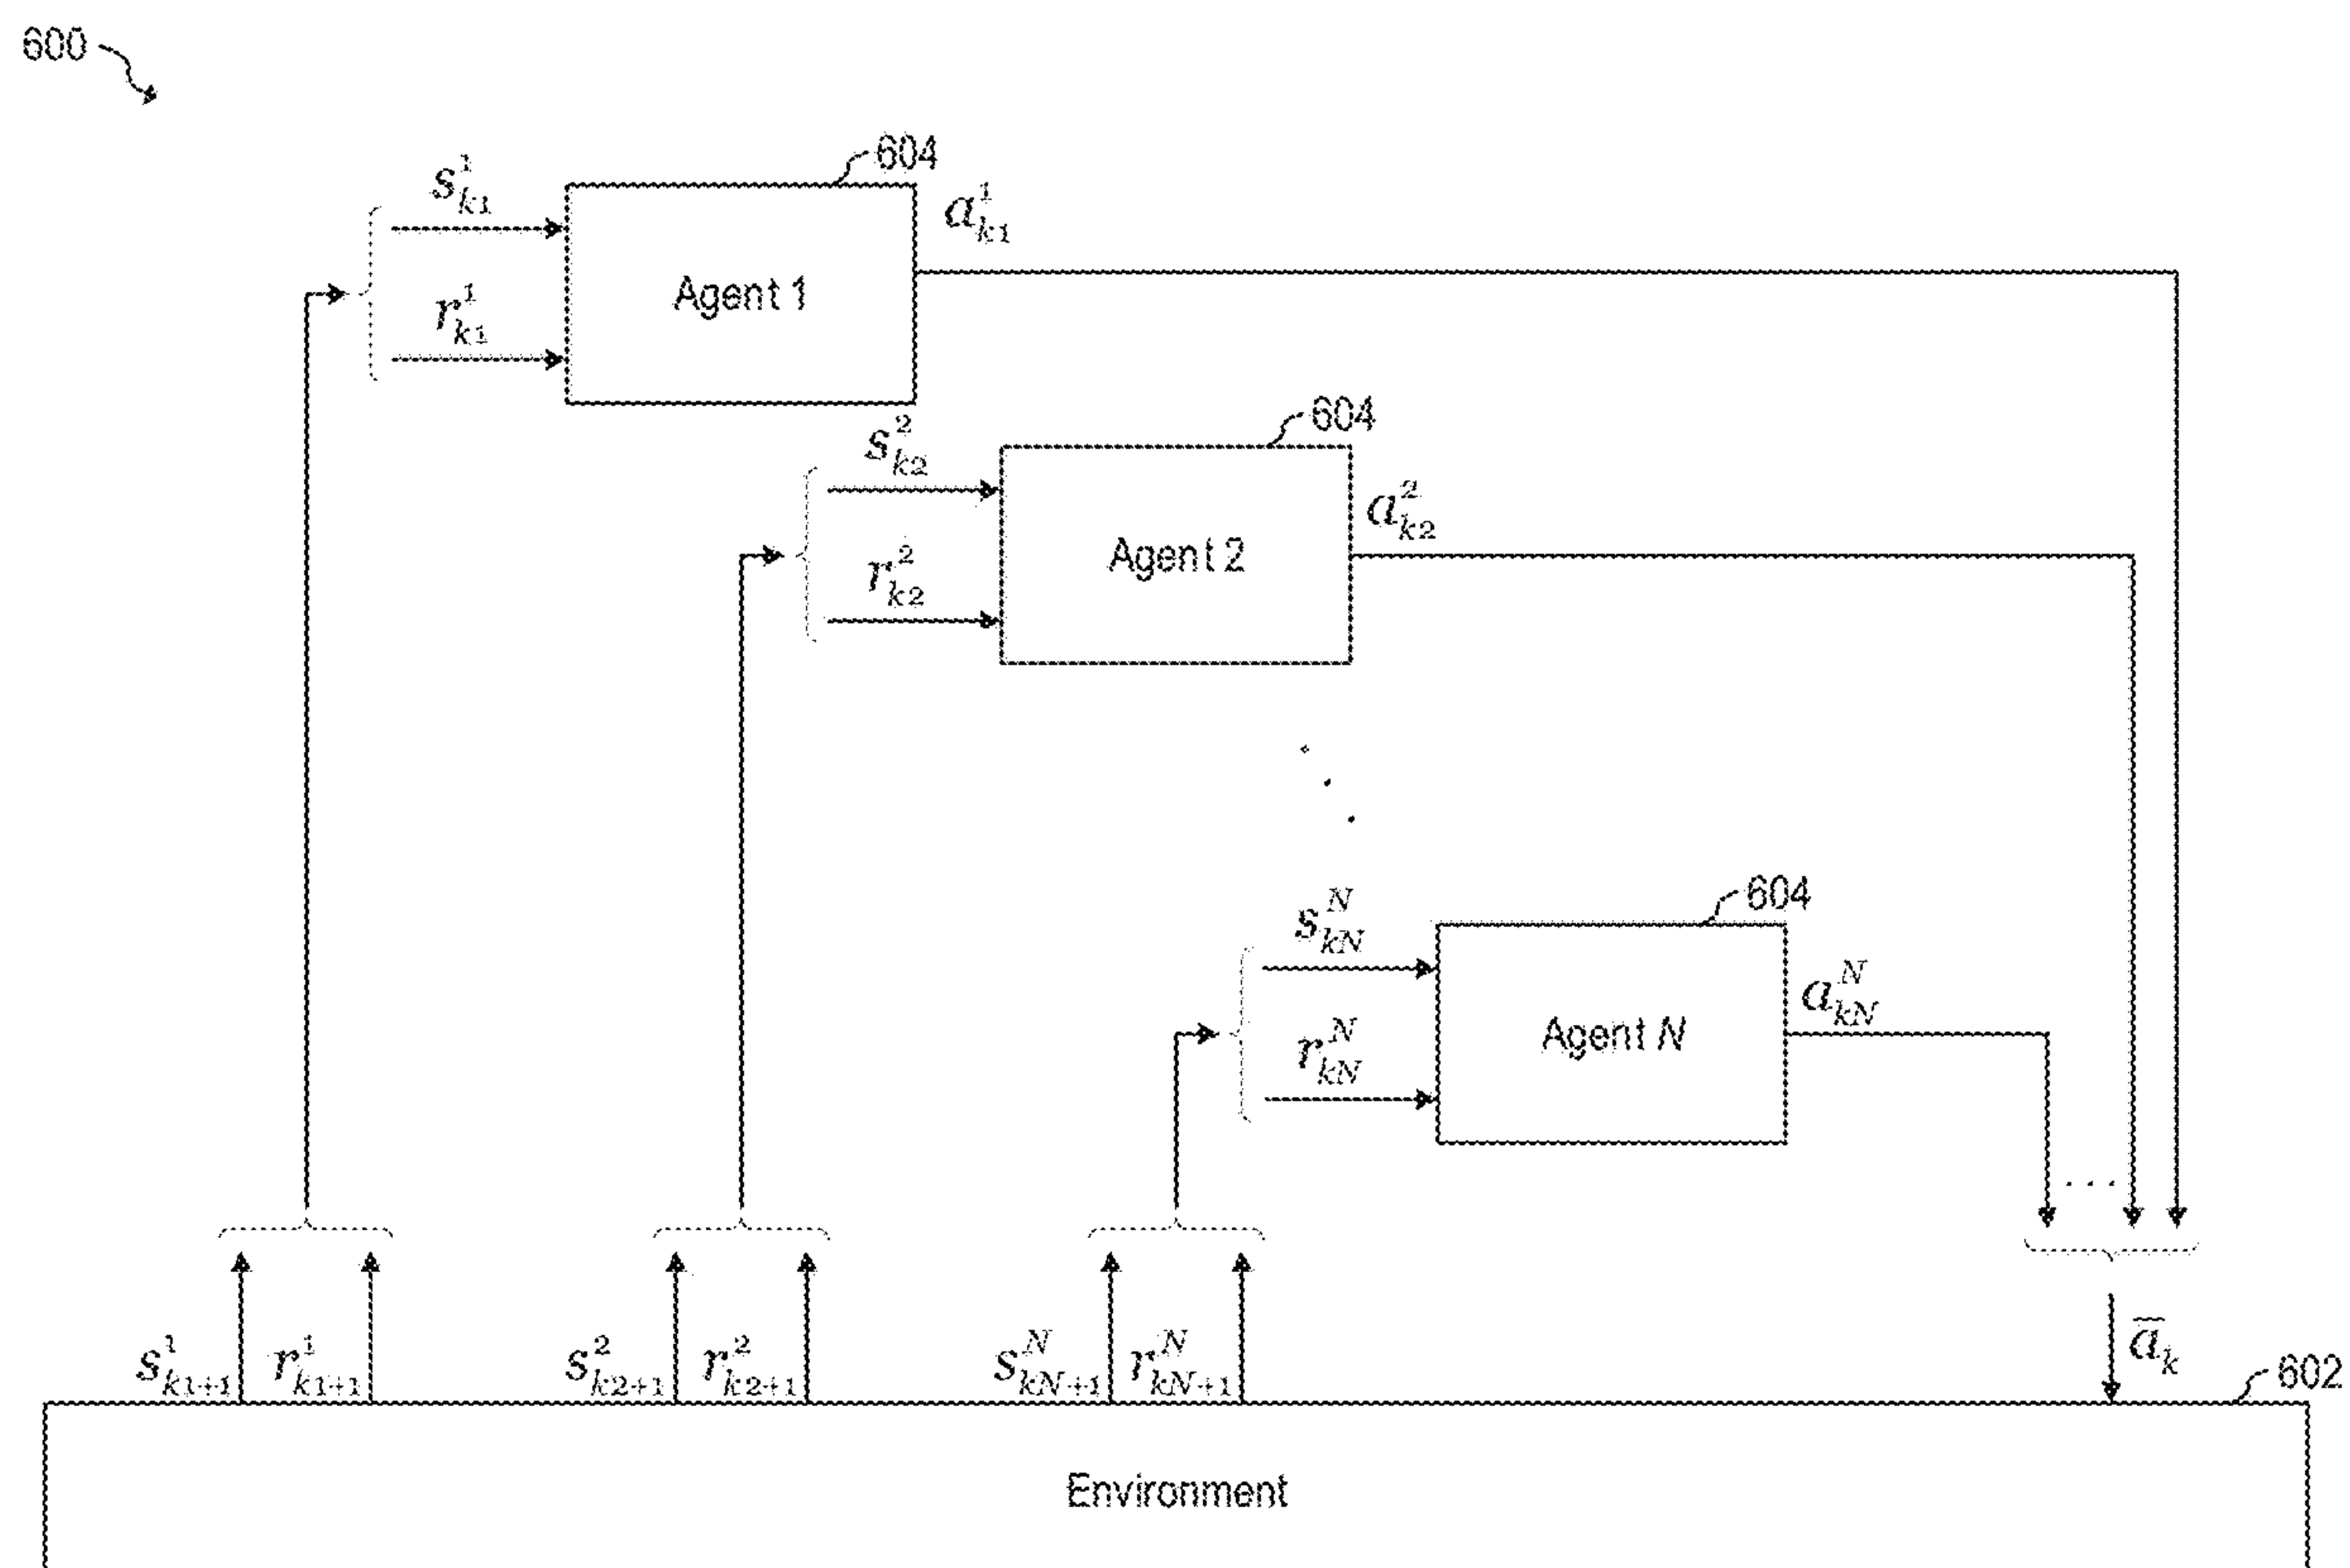 600
604
s^1_{k1}
a^1_{k1}
Agent 1
r^1_{k1}
604
s^2_{k2}
a^2_{k2}
Agent 2
r^2_{k2}
604
s^N_{kN}
a^N_{kN}
Agent N
r^N_{kN}
. . .
s^1_{k1+1} r^1_{k1+1} s^2_{k2+1} r^2_{k2+1} s^N_{kN+1} r^N_{kN+1} a̅_k
602
Environment